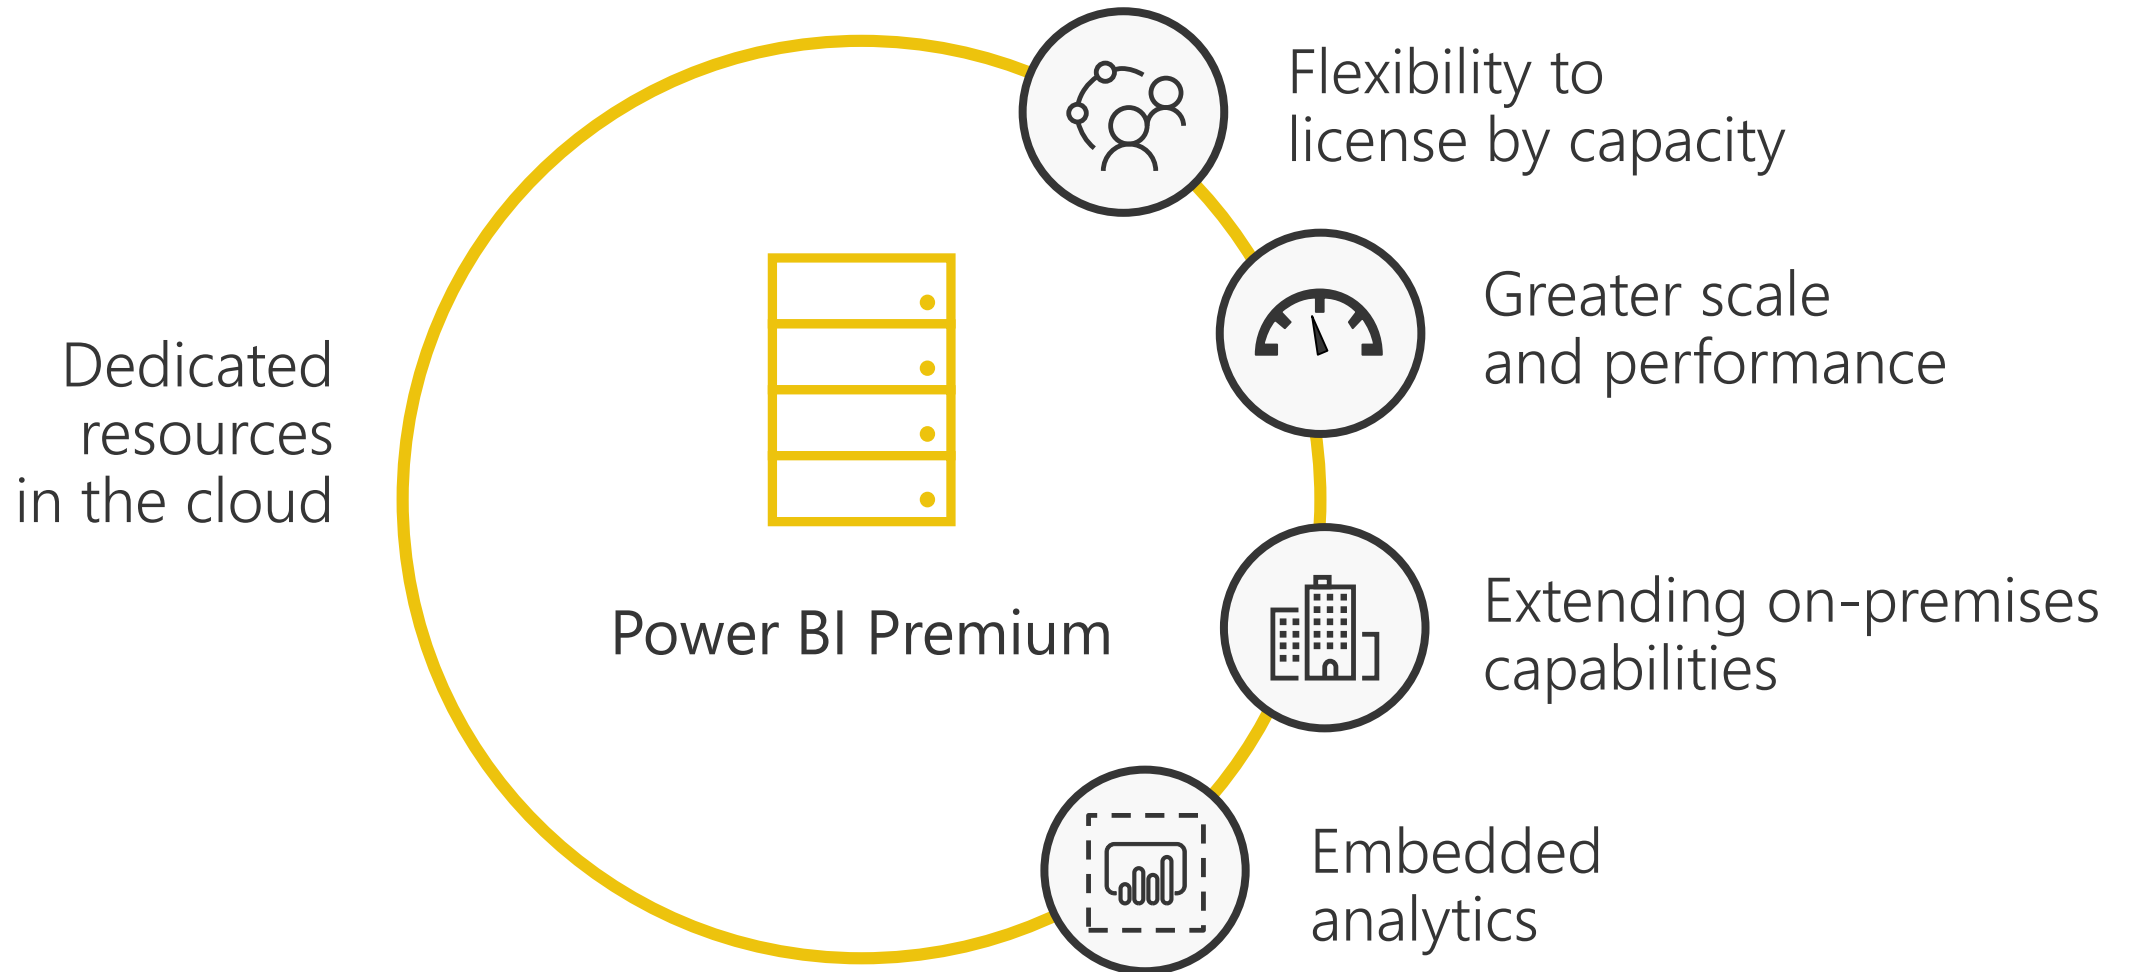 Dedicated
resources
in the cloud
Power BI Premium
Flexibility to
license by capacity
Greater scale
and performance
Extending on-premises
capabilities
Embedded
analytics